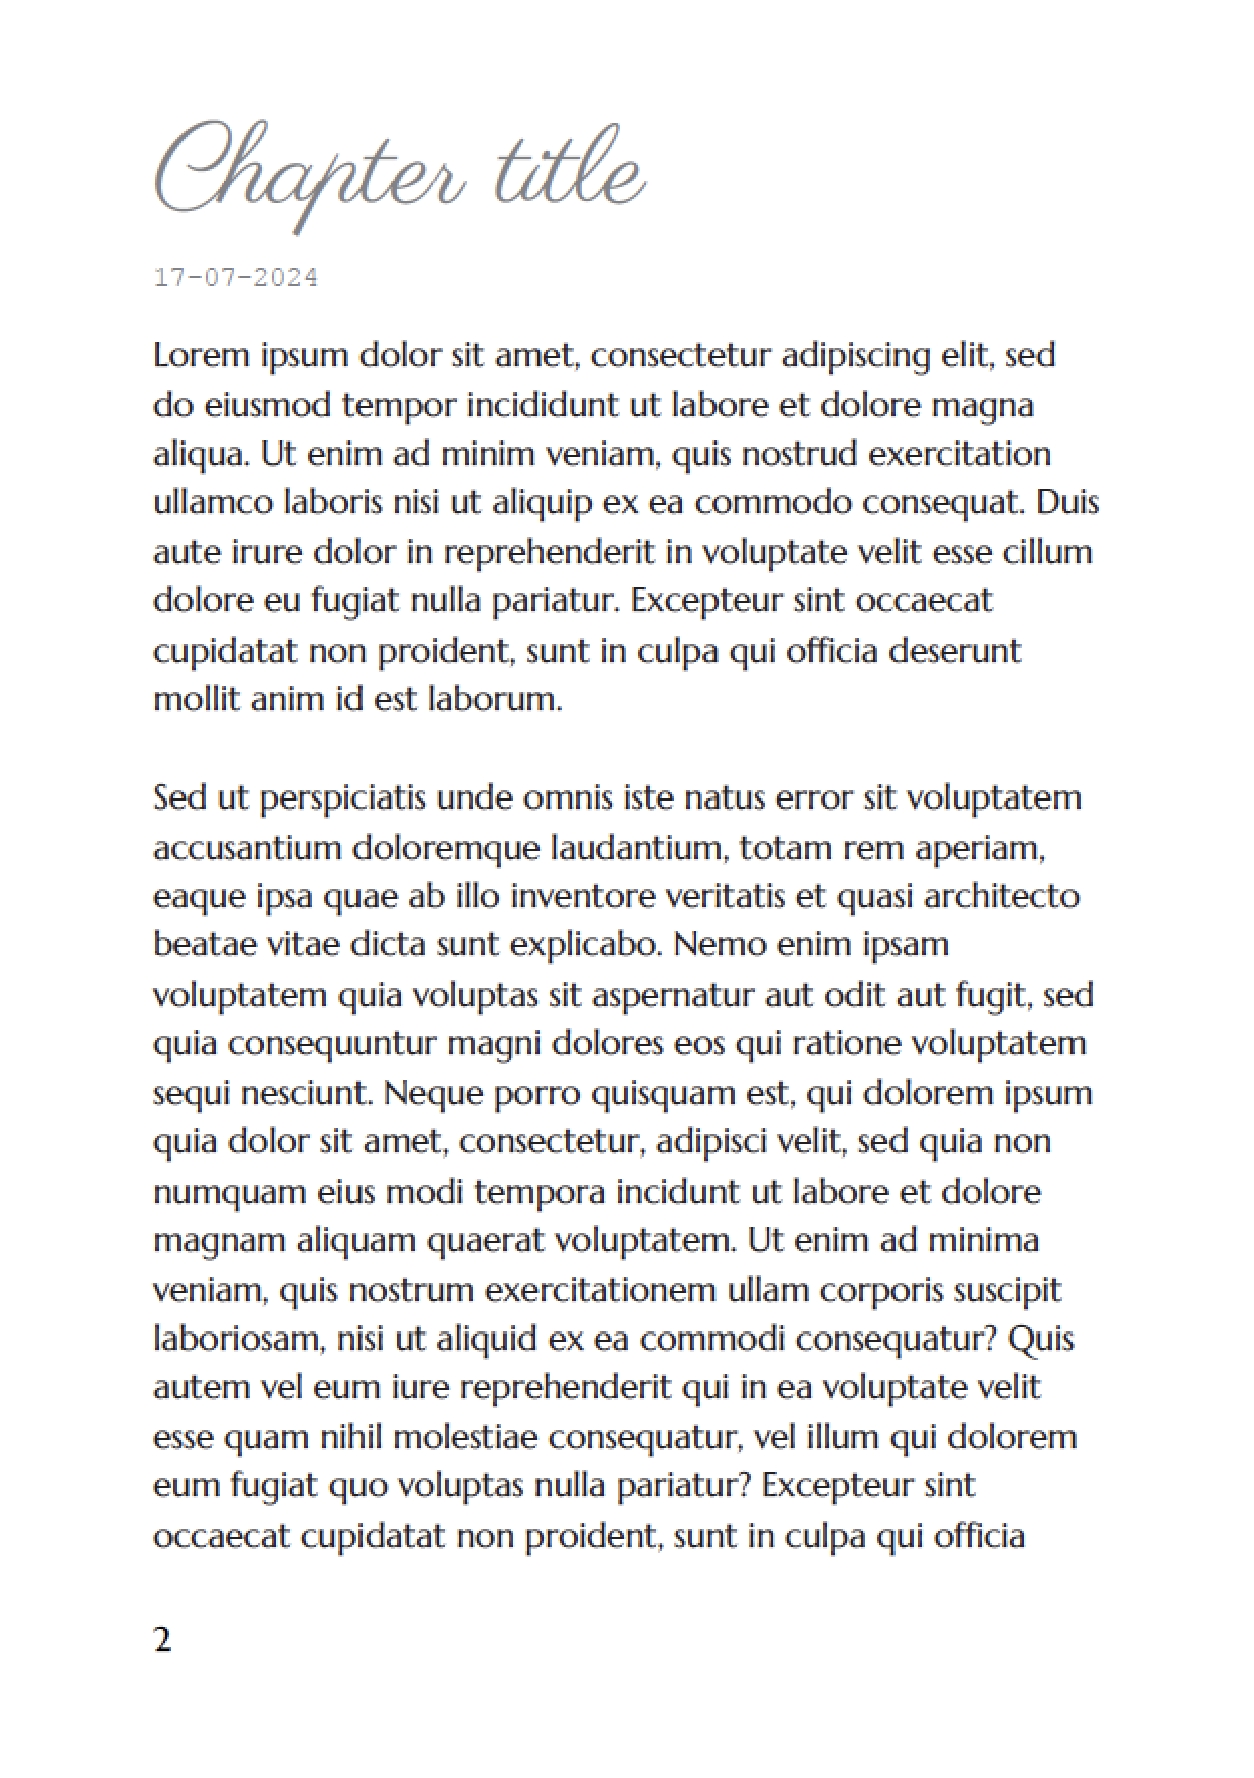 Chapter title
17-07-2024
Lorem ipsum dolor sit amet, consectetur adipiscing elit, sed
do eiusmod tempor incididunt ut labore et dolore magna
aliqua. Ut enim ad minim veniam, quis nostrud exercitation
ullamco laboris nisi ut aliquip ex ea commodo consequat. Duis
aute irure dolor in reprehenderit in voluptate velit esse cillum
dolore eu fugiat nulla pariatur. Excepteur sint occaecat
cupidatat non proident, sunt in culpa qui officia deserunt
mollit anim id est laborum.
Sed ut perspiciatis unde omnis iste natus error sit voluptatem
accusantium doloremque laudantium, totam rem aperiam,
eaque ipsa quae ab illo inventore veritatis et quasi architecto
beatae vitae dicta sunt explicabo. Nemo enim ipsam
voluptatem quia voluptas sit aspernatur aut odit aut fugit, sed
quia consequuntur magni dolores eos qui ratione voluptatem
sequi nesciunt. Neque porro quisquam est, qui dolorem ipsum
quia dolor sit amet, consectetur, adipisci velit, sed quia non
numquam eius modi tempora incidunt ut labore et dolore
magnam aliquam quaerat voluptatem. Ut enim ad minima
veniam, quis nostrum exercitationem ullam corporis suscipit
laboriosam, nisi ut aliquid ex ea commodi consequatur? Quis
autem vel eum iure reprehenderit qui in ea voluptate velit
esse quam nihil molestiae consequatur, vel illum qui dolorem
eum fugiat quo voluptas nulla pariatur? Excepteur sint
occaecat cupidatat non proident, sunt in culpa qui officia
2